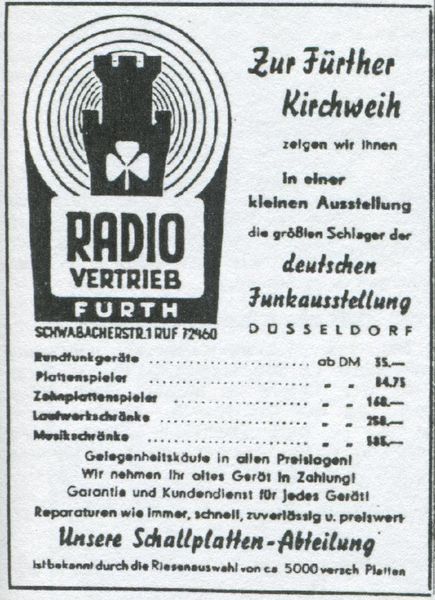 RADIO
VERTRIEB
FÜRTH
SCHWABACHERSTR. 1 RUF 72460
Zur Fürther
Kirchweih
zeigen wir Ihnen
in einer
kleinen Ausstellung
die größten Schlager der
deutschen
Funkausstellung
DÜSSELDORF
Rundfunkgeräte ab DM 35.—
Plattenspieler „ „ 84.75
Zehnplattenspieler „ „ 168.—
Laufwerkschränke „ „ 258.—
Musikschränke „ „ 585.—
Gelegenheitskäufe in allen Preislagen!
Wir nehmen Ihr altes Gerät in Zahlung!
Garantie und Kundendienst für jedes Gerät!
Reparaturen wie immer, schnell, zuverlässig u. preiswert
Unsere Schallplatten-Abteilung
ist bekannt durch die Riesenauswahl von ca 5000 versch Platten